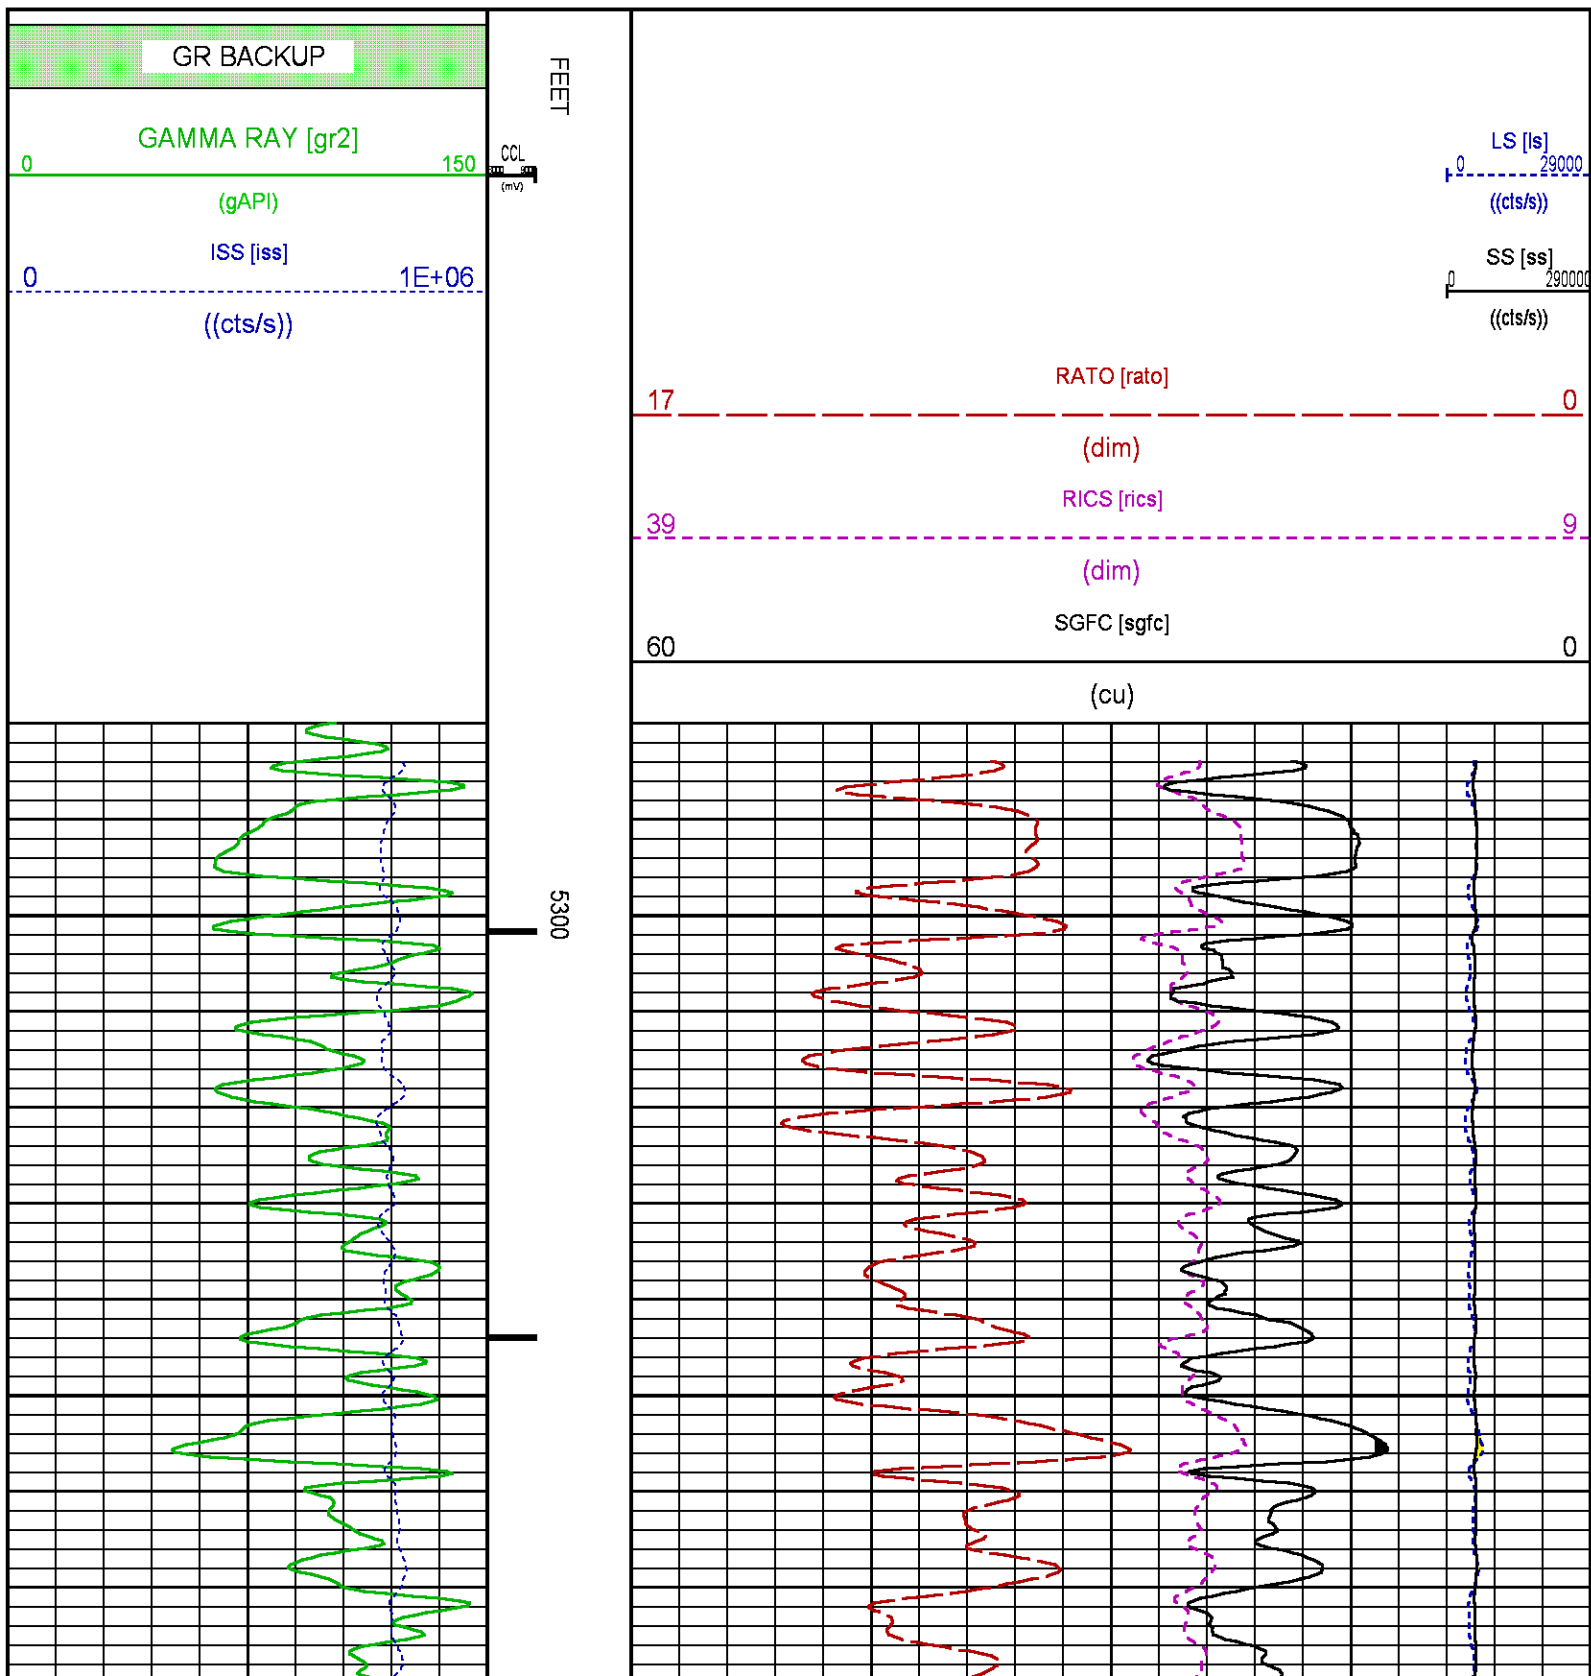 GR BACKUP
GAMMA RAY [gr2]
0 150
(gAPI)
ISS [iss]
0 1E+06
((cts/s))
FEET
CCL
(mV)
LS [ls]
0 29000
((cts/s))
SS [ss]
0 290000
((cts/s))
RATO [rato]
17 0
(dim)
RICS [rics]
39 9
(dim)
SGFC [sgfc]
60 0
(cu)
5300